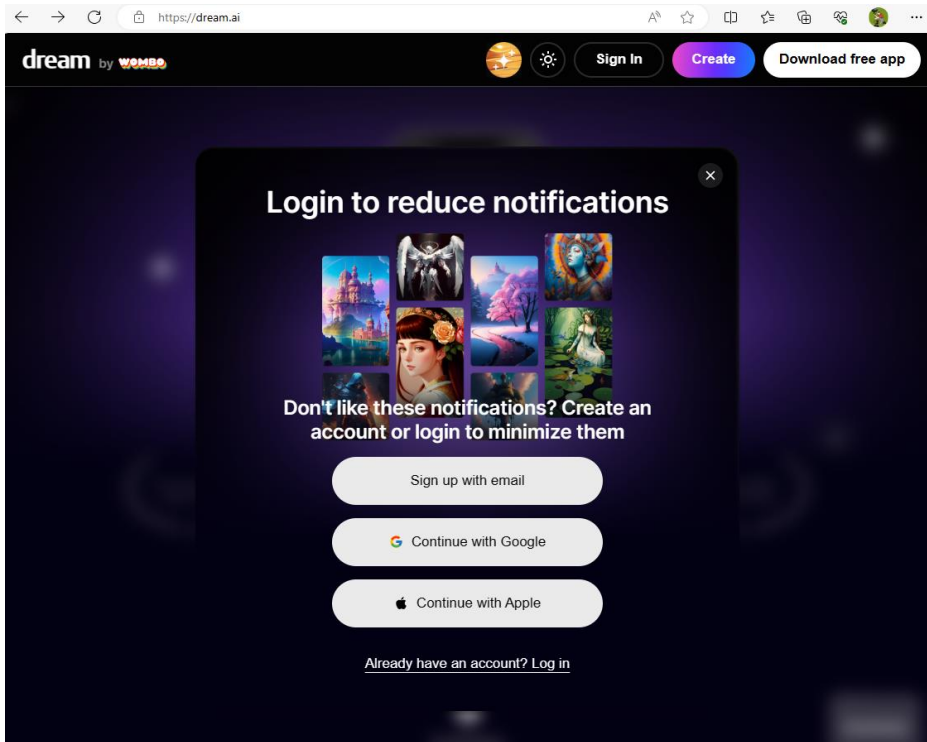 https://dream.ai
dream by WOMBO
Sign In
Create
Download free app
Login to reduce notifications
Don't like these notifications? Create an
account or login to minimize them
Sign up with email
Continue with Google
Continue with Apple
Already have an account? Log in